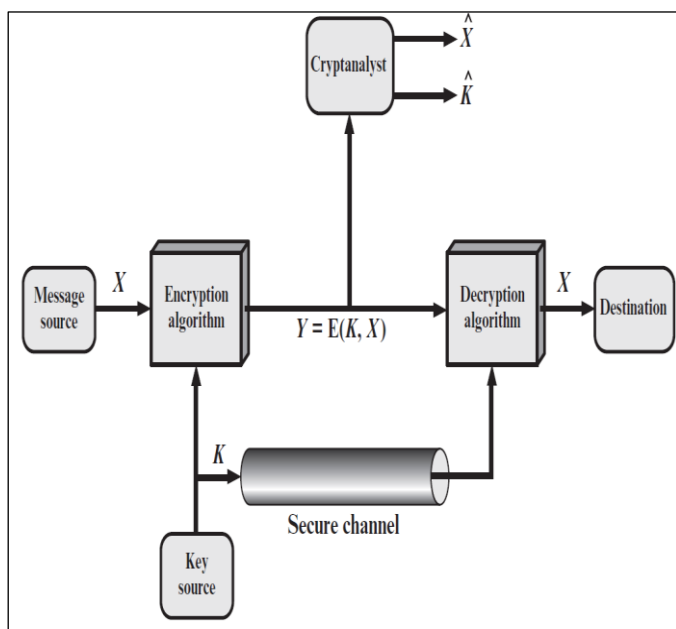 X̂
Cryptanalyst
K̂
X
Message
source
Encryption
algorithm
Y = E(K, X)
Decryption
algorithm
X
Destination
K
Secure channel
Key
source